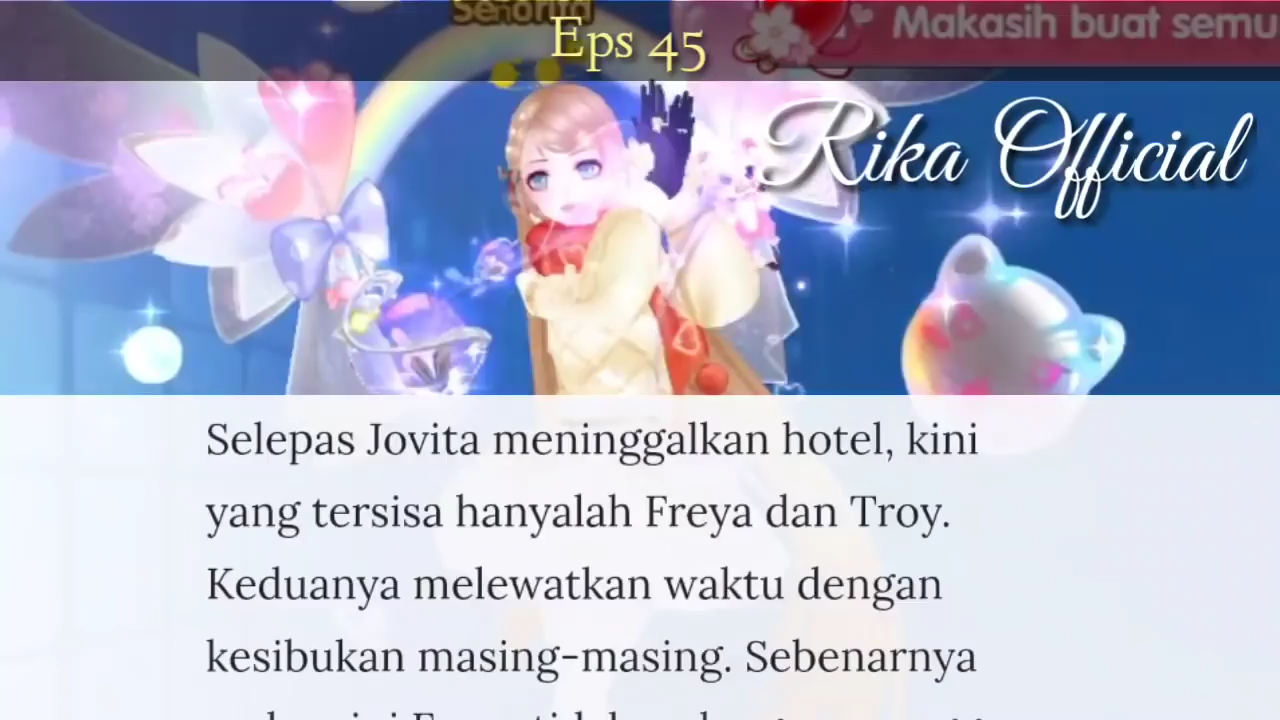 Señorita
Eps 45
Makasih buat semu
Rika Official
Selepas Jovita meninggalkan hotel, kini
yang tersisa hanyalah Freya dan Troy.
Keduanya melewatkan waktu dengan
kesibukan masing-masing. Sebenarnya